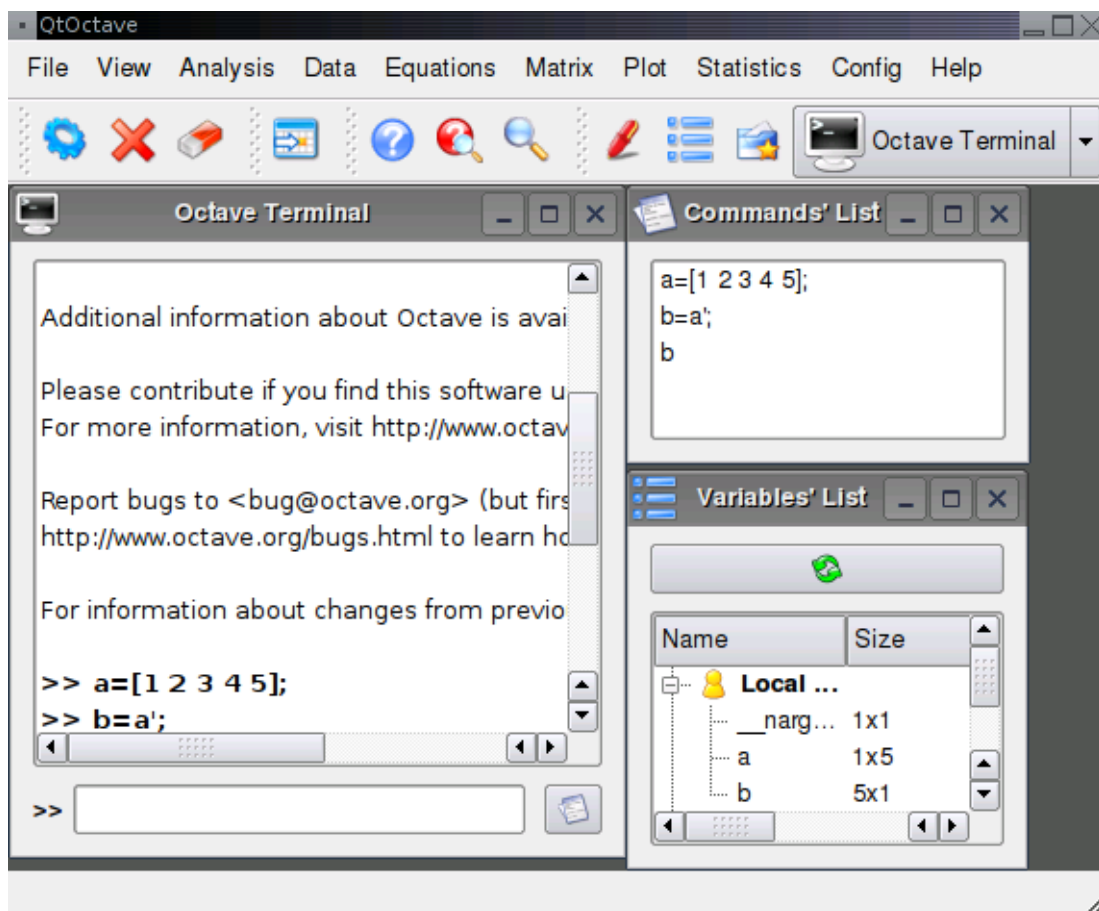 QtOctave
File View Analysis Data Equations Matrix Plot Statistics Config Help
Octave Terminal
Octave Terminal
Additional information about Octave is avai
Please contribute if you find this software u
For more information, visit http://www.octav
Report bugs to <bug@octave.org> (but firs
http://www.octave.org/bugs.html to learn ho
For information about changes from previo
>> a=[1 2 3 4 5];
>> b=a';
>>
Commands' List
a=[1 2 3 4 5];
b=a';
b
Variables' List
Name Size
Local ...
__narg... 1x1
a 1x5
b 5x1